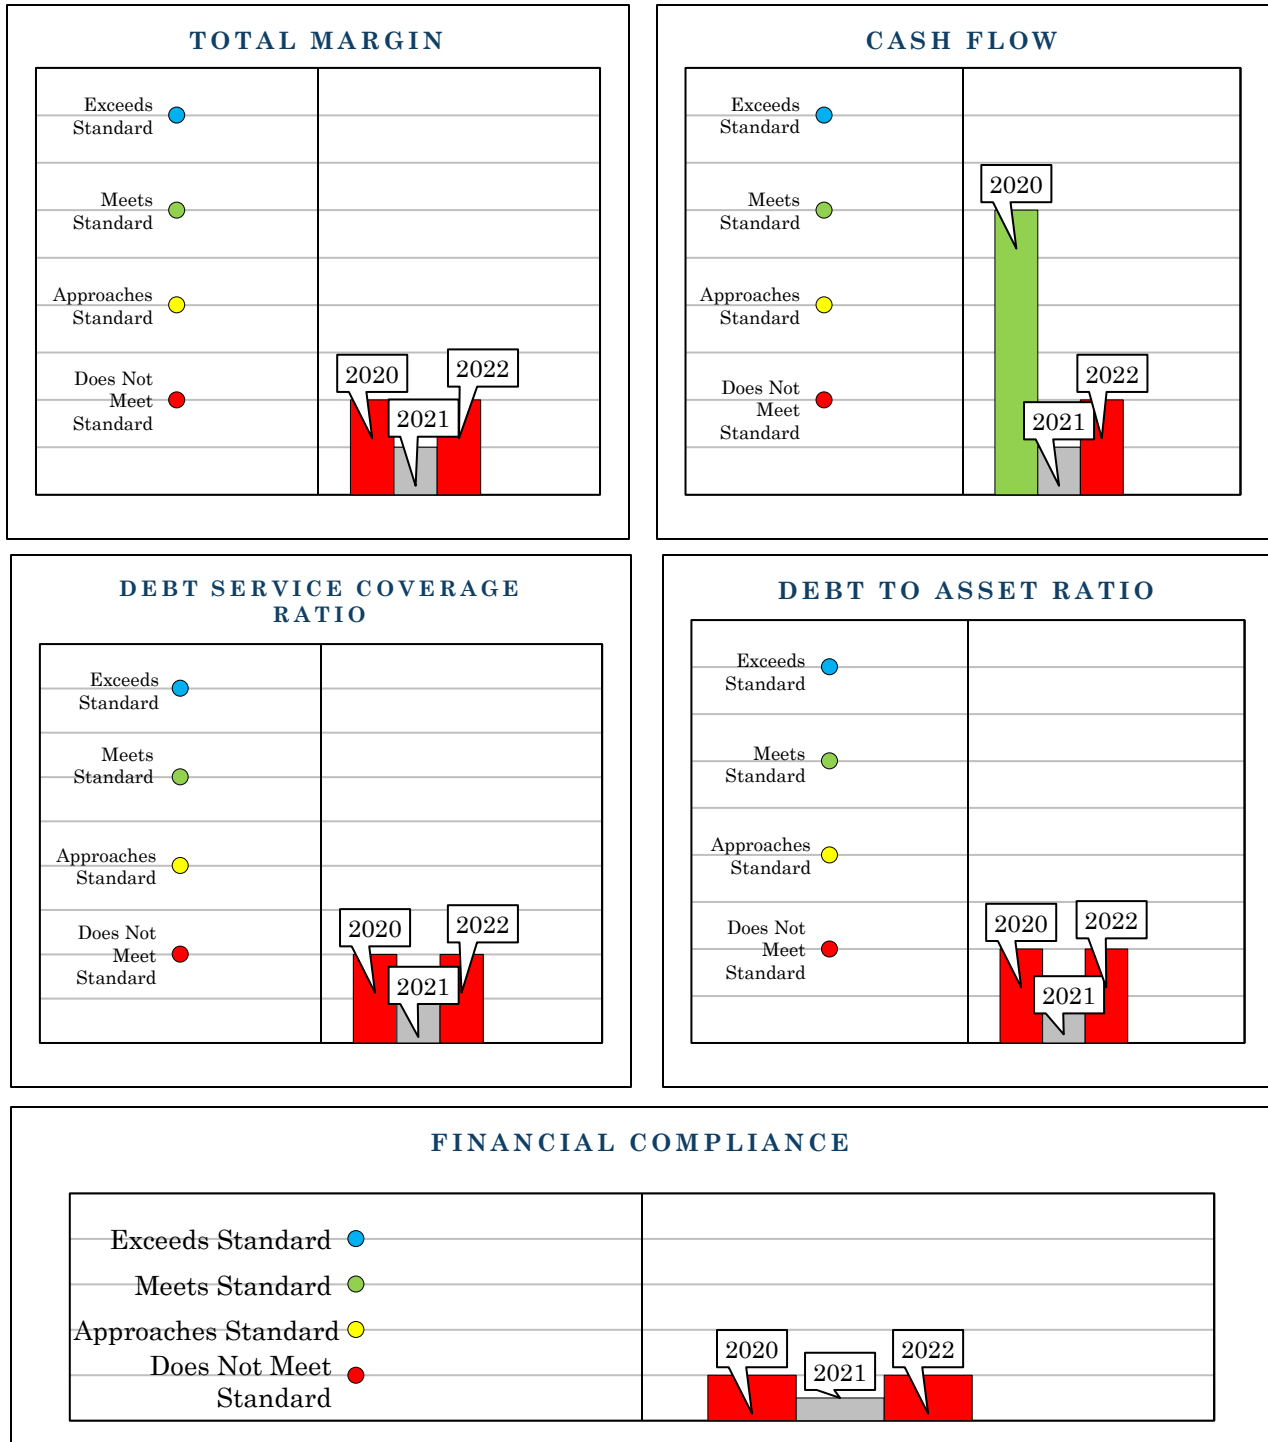 TOTAL MARGIN
Exceeds
Standard
Meets
Standard
Approaches
Standard
Does Not
Meet
Standard
2020
2021
2022
CASH FLOW
Exceeds
Standard
Meets
Standard
Approaches
Standard
Does Not
Meet
Standard
2020
2021
2022
DEBT SERVICE COVERAGE
RATIO
Exceeds
Standard
Meets
Standard
Approaches
Standard
Does Not
Meet
Standard
2020
2021
2022
DEBT TO ASSET RATIO
Exceeds
Standard
Meets
Standard
Approaches
Standard
Does Not
Meet
Standard
2020
2021
2022
FINANCIAL COMPLIANCE
Exceeds Standard
Meets Standard
Approaches Standard
Does Not Meet
Standard
2020
2021
2022